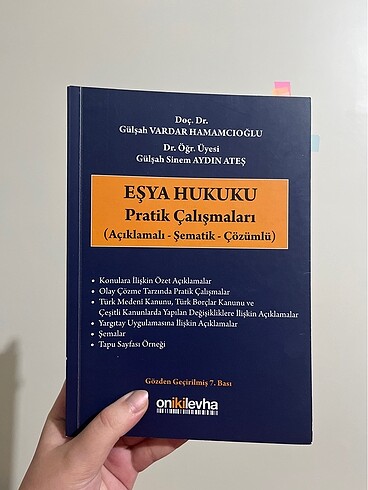 Doç. Dr.
Gülşah VARDAR HAMAMCIOĞLU
Dr. Öğr. Üyesi
Gülşah Sinem AYDIN ATEŞ
EŞYA HUKUKU
Pratik Çalışmaları
(Açıklamalı - Şematik - Çözümlü)
• Konulara İlişkin Özet Açıklamalar
• Olay Çözme Tarzında Pratik Çalışmalar
• Türk Medeni Kanunu, Türk Borçlar Kanunu ve
Çeşitli Kanunlarda Yapılan Değişikliklere İlişkin Açıklamalar
• Yargıtay Uygulamasına İlişkin Açıklamalar
• Şemalar
• Tapu Sayfası Örneği
Gözden Geçirilmiş 7. Bası
onikilevha